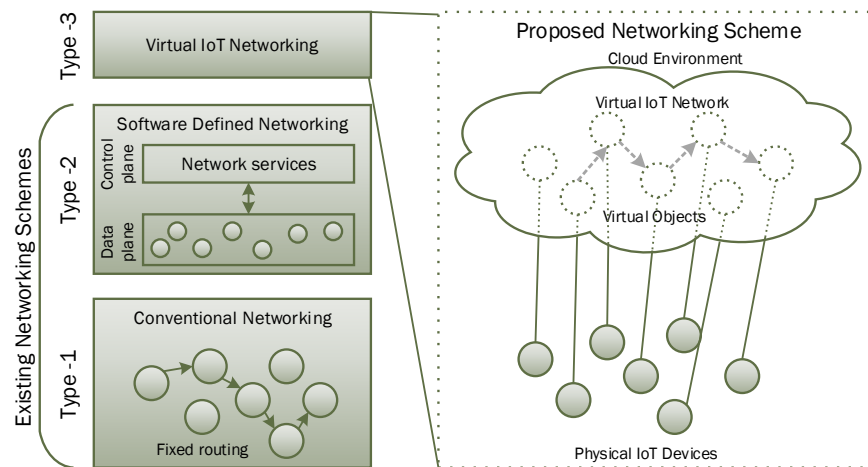 Type -3
Virtual IoT Networking
Existing Networking Schemes
Type -2
Software Defined Networking
Control
plane
Network services
Data
plane
Type -1
Conventional Networking
Fixed routing
Proposed Networking Scheme
Cloud Environment
Virtual IoT Network
Virtual Objects
Physical IoT Devices